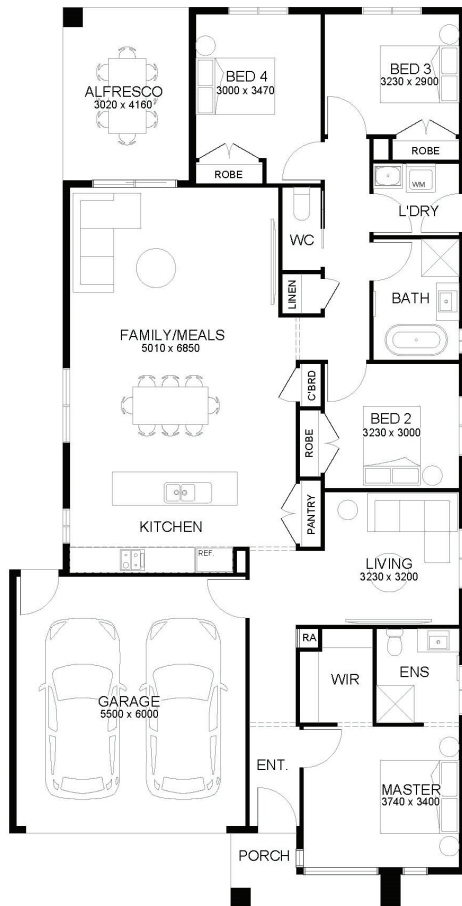 ALFRESCO
3020 x 4160
BED 4
3000 x 3470
BED 3
3230 x 2900
ROBE
ROBE
WM
L'DRY
WC
LINEN
BATH
FAMILY/MEALS
5010 x 6850
C'BRD
BED 2
3230 x 3000
ROBE
PANTRY
KITCHEN
REF.
LIVING
3230 x 3200
RA
WIR
ENS
GARAGE
5500 x 6000
ENT.
MASTER
3740 x 3400
PORCH